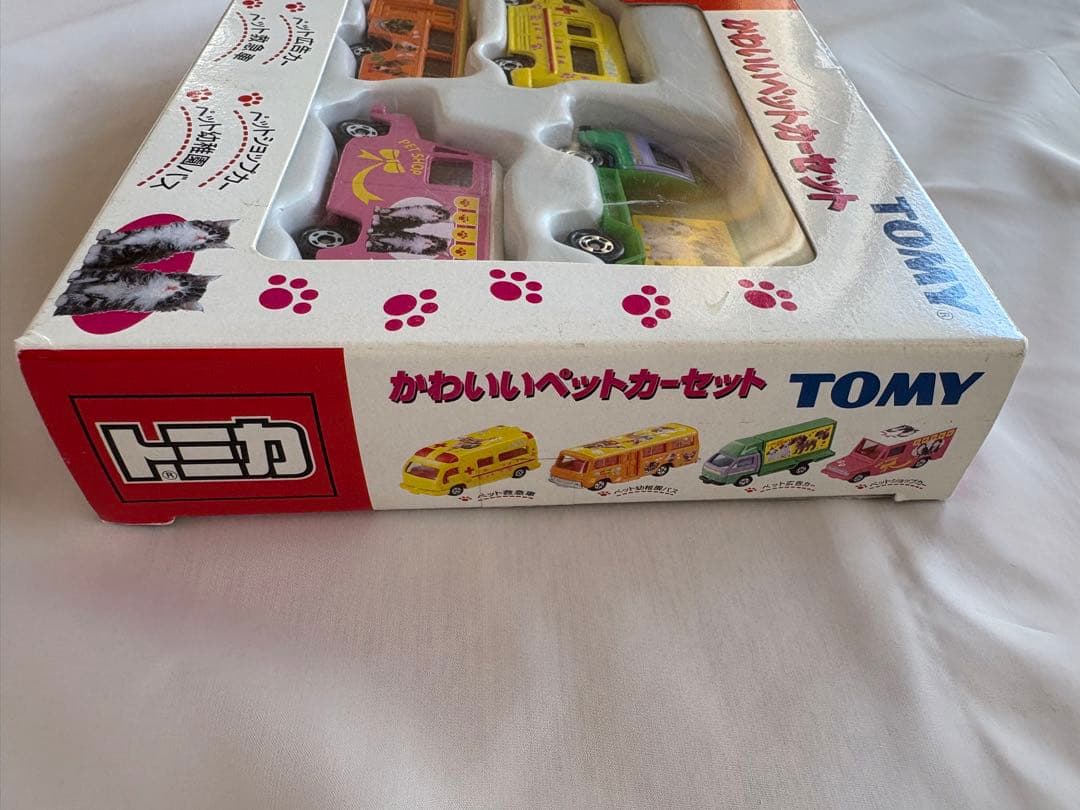 ペット広告カー
ペット救急車
ペットショップカー
ペット幼稚園バス
PET SHOP
かわいいペットカーセット
TOMY®
トミカ®
かわいいペットカーセット
TOMY
ペット救急車
ペット幼稚園バス
ペット広告カー
ペットショップカー